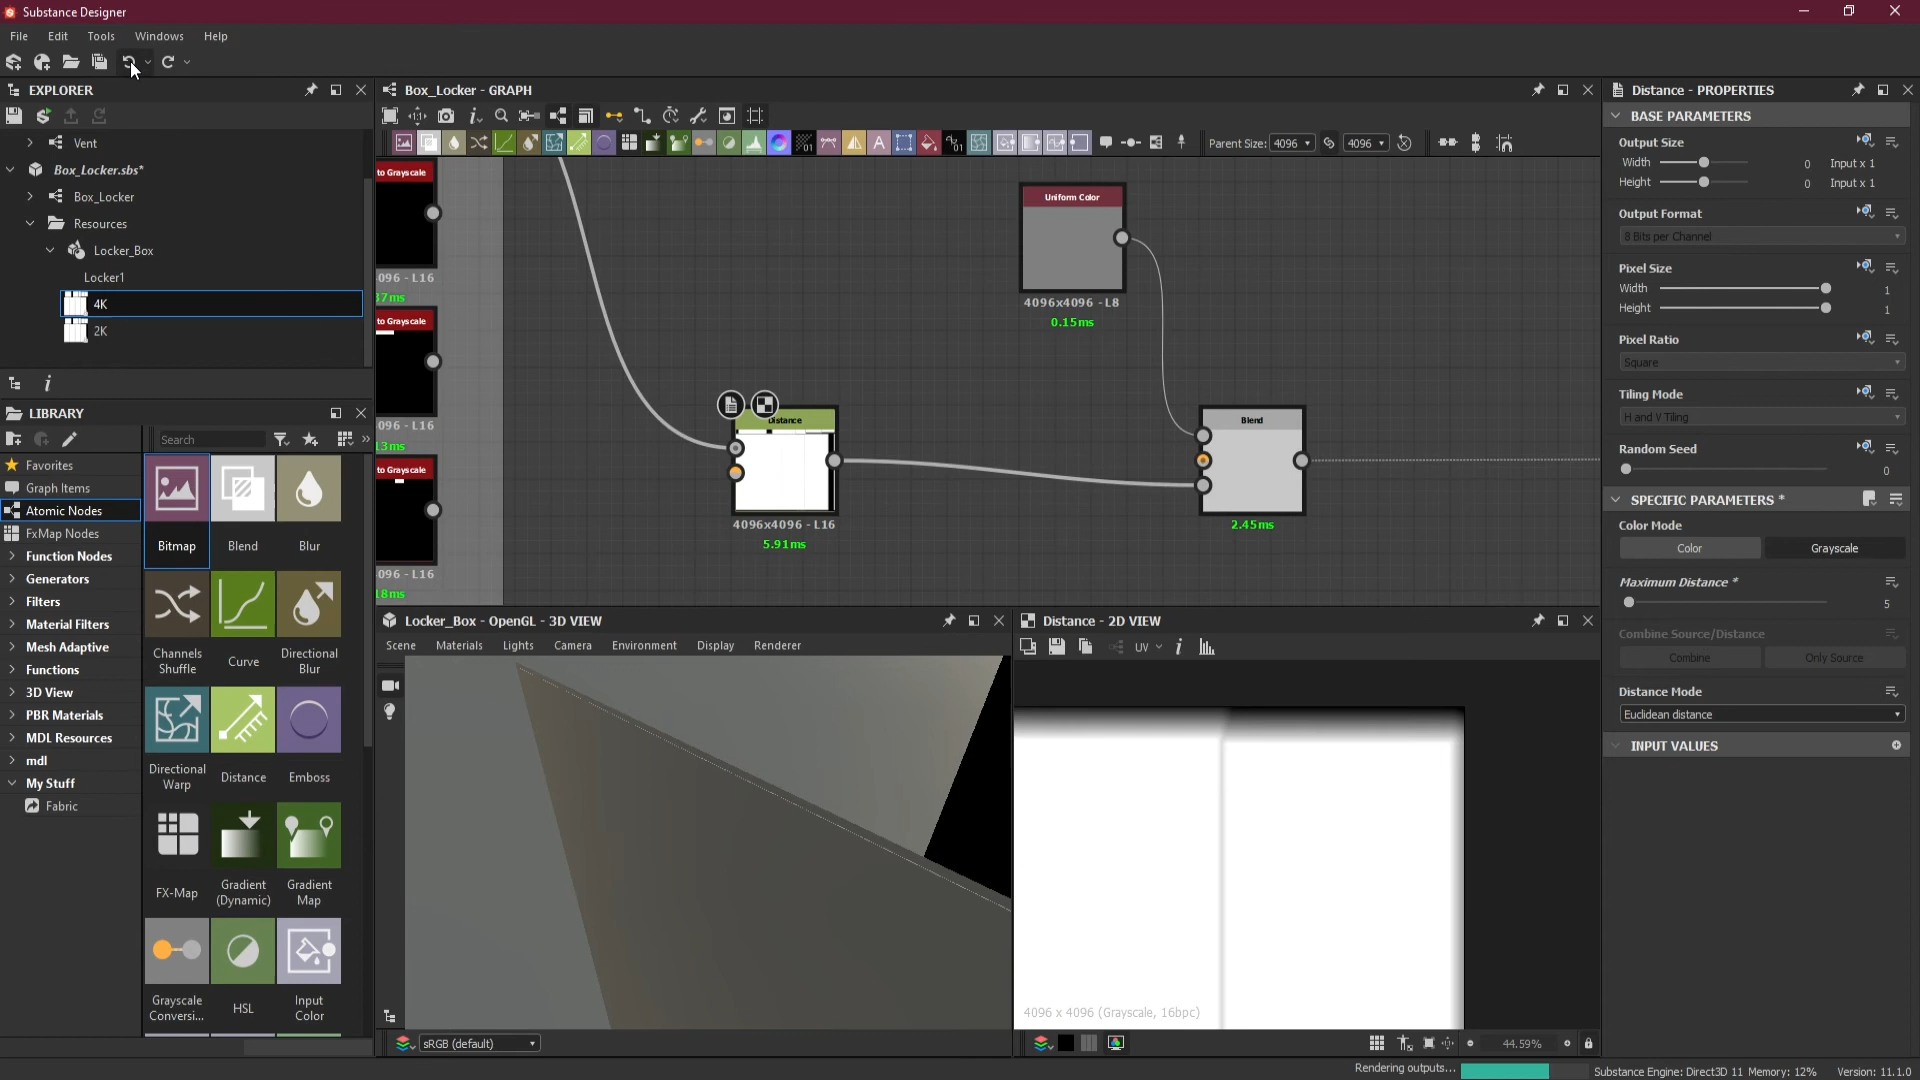 Substance Designer
File Edit Tools Windows Help
EXPLORER
Vent
Box_Locker.sbs*
Box_Locker
Resources
Locker_Box
Locker1
4K
2K
LIBRARY
Search
Favorites
Graph Items
Atomic Nodes
FxMap Nodes
Function Nodes
Generators
Filters
Material Filters
Mesh Adaptive
Functions
3D View
PBR Materials
MDL Resources
mdl
My Stuff
Fabric
Bitmap Blend Blur
Channels Shuffle Curve Directional Blur
Directional Warp Distance Emboss
FX-Map Gradient (Dynamic) Gradient Map
Grayscale Conversi... HSL Input Color
Box_Locker - GRAPH
Parent Size: 4096 4096
to Grayscale
096 - L16
37ms
to Grayscale
096 - L16
13ms
to Grayscale
096 - L16
18ms
Uniform Color
4096x4096 - L8
0.15ms
Distance
4096x4096 - L16
5.91ms
Blend
2.45ms
Locker_Box - OpenGL - 3D VIEW
Scene Materials Lights Camera Environment Display Renderer
sRGB (default)
Distance - 2D VIEW
UV
4096 x 4096 (Grayscale, 16bpc)
44.59%
Distance - PROPERTIES
BASE PARAMETERS
Output Size
Width 0 Input x 1
Height 0 Input x 1
Output Format
8 Bits per Channel
Pixel Size
Width 1
Height 1
Pixel Ratio
Square
Tiling Mode
H and V Tiling
Random Seed
0
SPECIFIC PARAMETERS *
Color Mode
Color Grayscale
Maximum Distance *
5
Combine Source/Distance
Combine Only Source
Distance Mode
Euclidean distance
INPUT VALUES
Rendering outputs... Substance Engine: Direct3D 11 Memory: 12% Version: 11.1.0